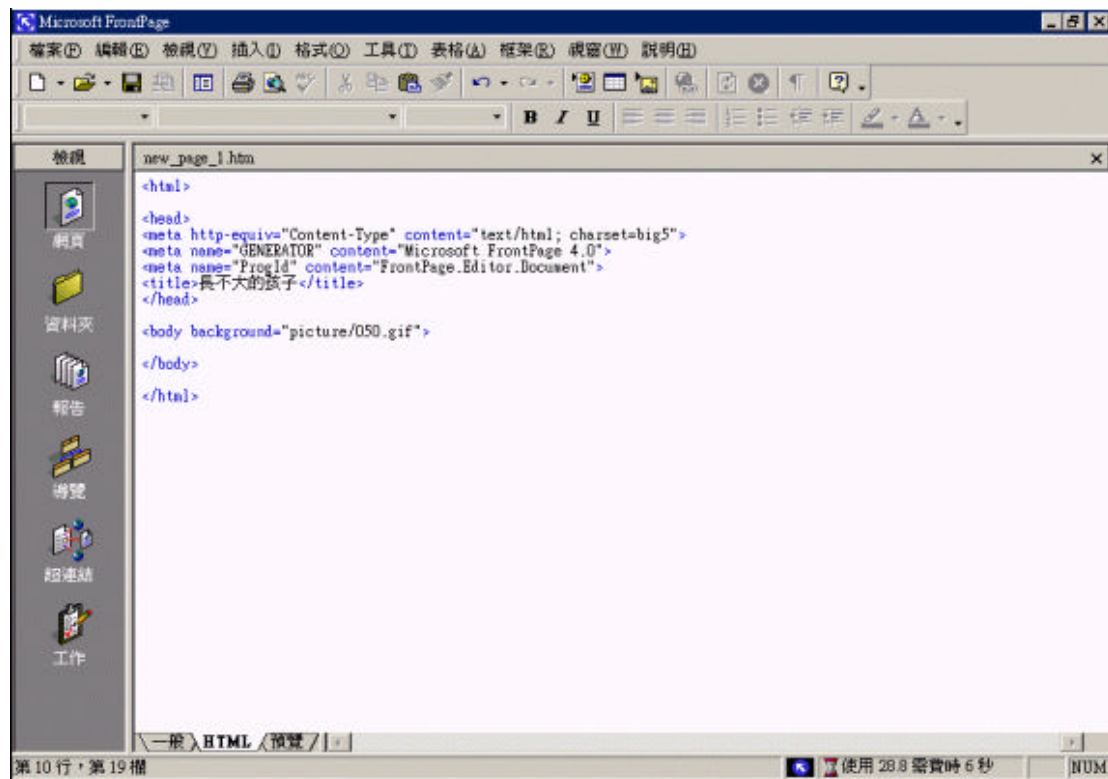 Microsoft FrontPage
檔案(F) 編輯(E) 檢視(V) 插入(I) 格式(O) 工具(T) 表格(A) 框架(R) 視窗(W) 說明(H)
B I U
檢視
new_page_1.htm
網頁
資料夾
報告
導覽
超連結
工作
<html>
<head>
<meta http-equiv="Content-Type" content="text/html; charset=big5">
<meta name="GENERATOR" content="Microsoft FrontPage 4.0">
<meta name="ProgId" content="FrontPage.Editor.Document">
<title>長不大的孩子</title>
</head>
<body background="picture/050.gif">
</body>
</html>
一般 HTML 預覽
第 10 行，第 19 欄
使用 28.8 需費時 6 秒
NUM